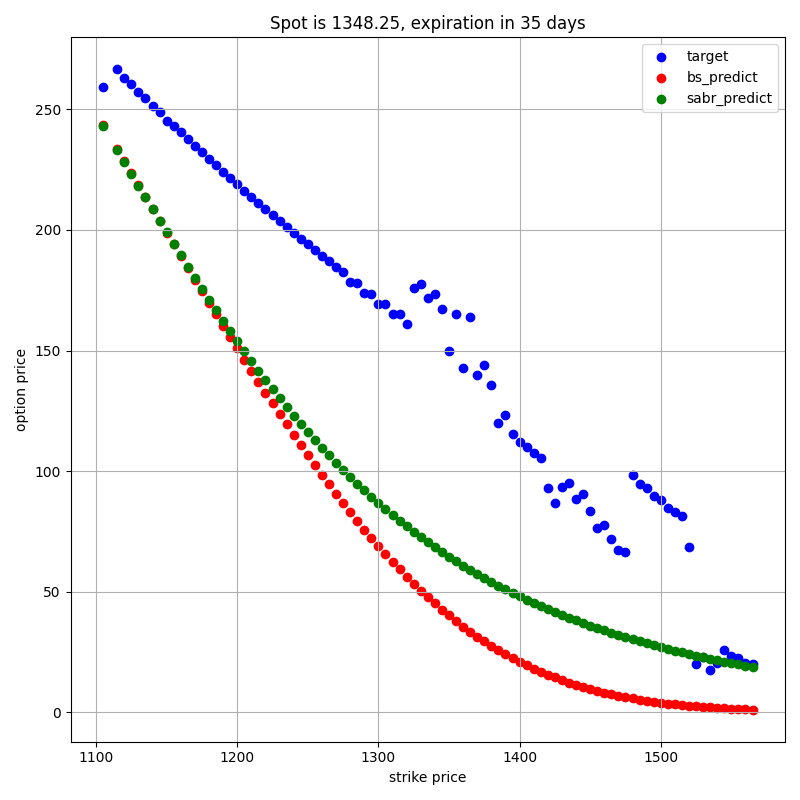 Spot is 1348.25, expiration in 35 days
target
bs_predict
sabr_predict
option price
250
200
150
100
50
0
1100
1200
1300
1400
1500
strike price